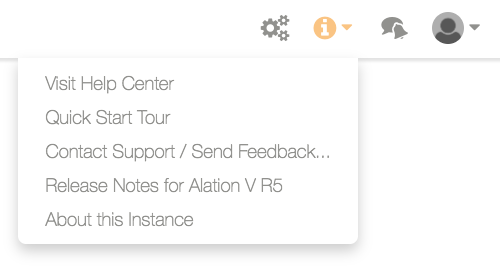 Visit Help Center
Quick Start Tour
Contact Support / Send Feedback...
Release Notes for Alation V R5
About this Instance